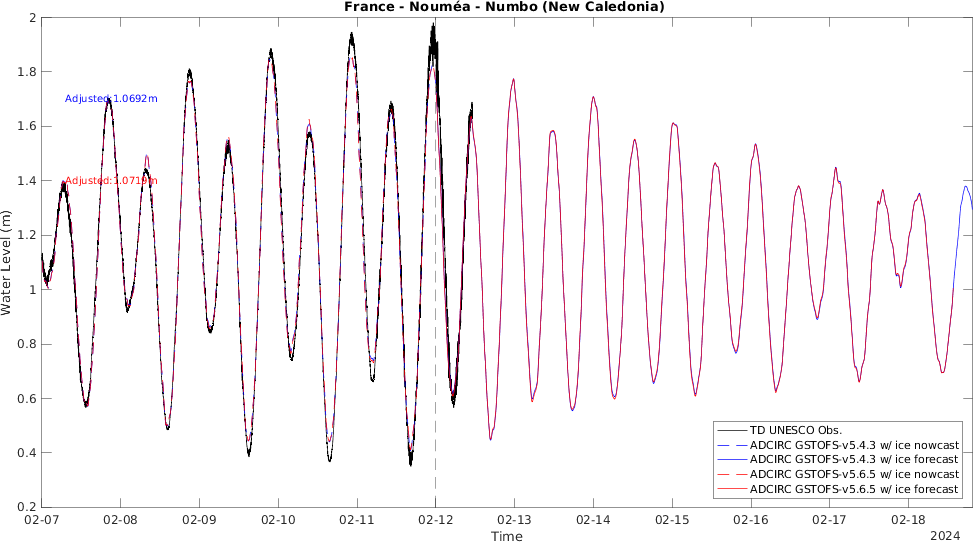 France - Nouméa - Numbo (New Caledonia)
Water Level (m)
2
1.8
1.6
1.4
1.2
1
0.8
0.6
0.4
0.2
Adjusted:1.0692m
Adjusted:1.0719m
TD UNESCO Obs.
ADCIRC GSTOFS-v5.4.3 w/ ice nowcast
ADCIRC GSTOFS-v5.4.3 w/ ice forecast
ADCIRC GSTOFS-v5.6.5 w/ ice nowcast
ADCIRC GSTOFS-v5.6.5 w/ ice forecast
02-07 02-08 02-09 02-10 02-11 02-12 02-13 02-14 02-15 02-16 02-17 02-18
Time
2024